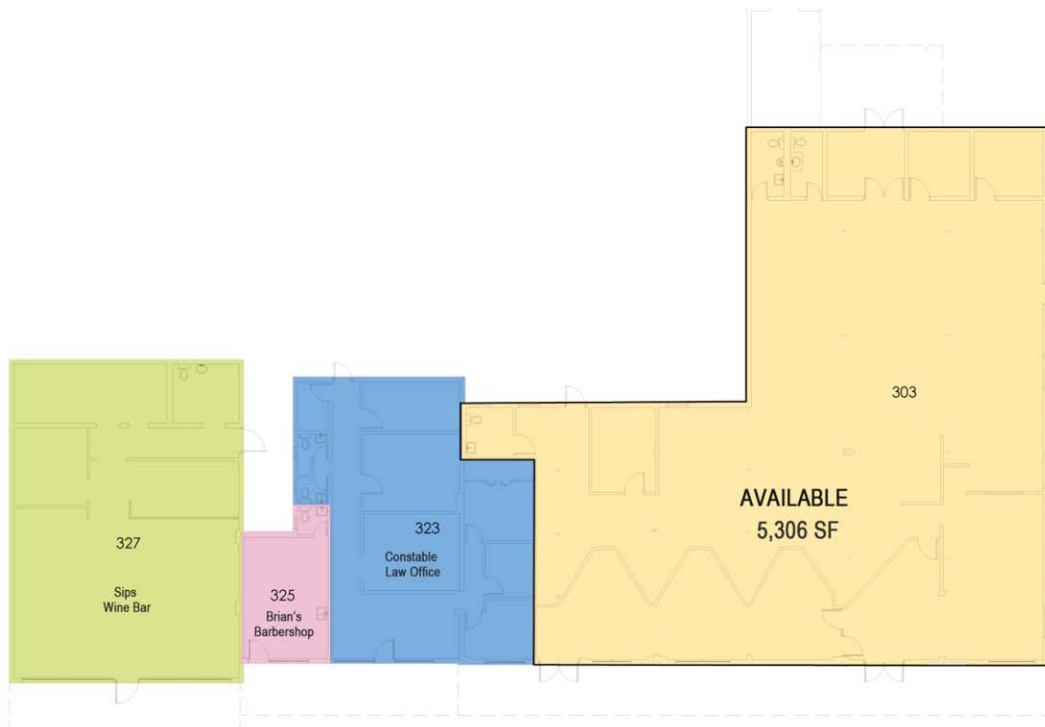 327
Sips
Wine Bar
325
Brian's
Barbershop
323
Constable
Law Office
303
AVAILABLE
5,306 SF